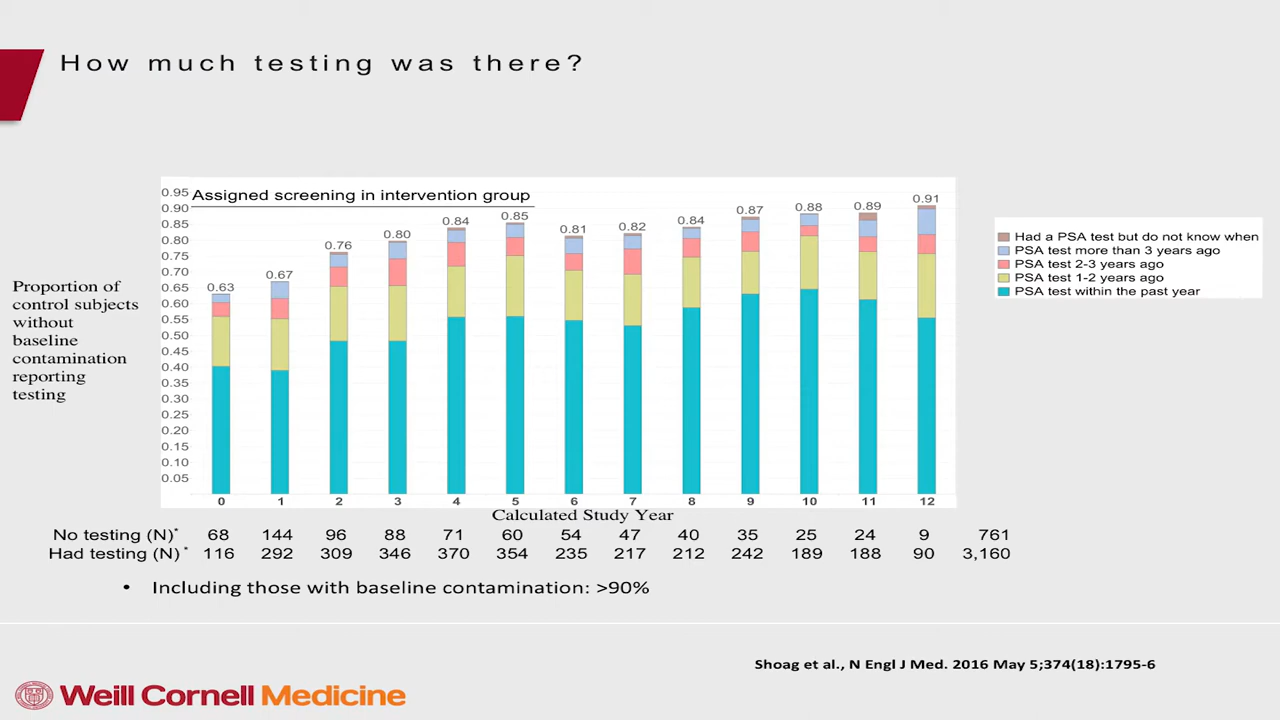 How much testing was there?
Assigned screening in intervention group
0.95
0.90
0.85
0.80
0.75
0.70
0.65
0.60
0.55
0.50
0.45
0.40
0.35
0.30
0.25
0.20
0.15
0.10
0.05
0.63
0.67
0.76
0.80
0.84
0.85
0.81
0.82
0.84
0.87
0.88
0.89
0.91
Had a PSA test but do not know when
PSA test more than 3 years ago
PSA test 2-3 years ago
PSA test 1-2 years ago
PSA test within the past year
Proportion of
control subjects
without
baseline
contamination
reporting
testing
0 1 2 3 4 5 6 7 8 9 10 11 12
Calculated Study Year
No testing (N)* 68 144 96 88 71 60 54 47 40 35 25 24 9 761
Had testing (N)* 116 292 309 346 370 354 235 217 212 242 189 188 90 3,160
• Including those with baseline contamination: >90%
Shoag et al., N Engl J Med. 2016 May 5;374(18):1795-6
Weill Cornell Medicine